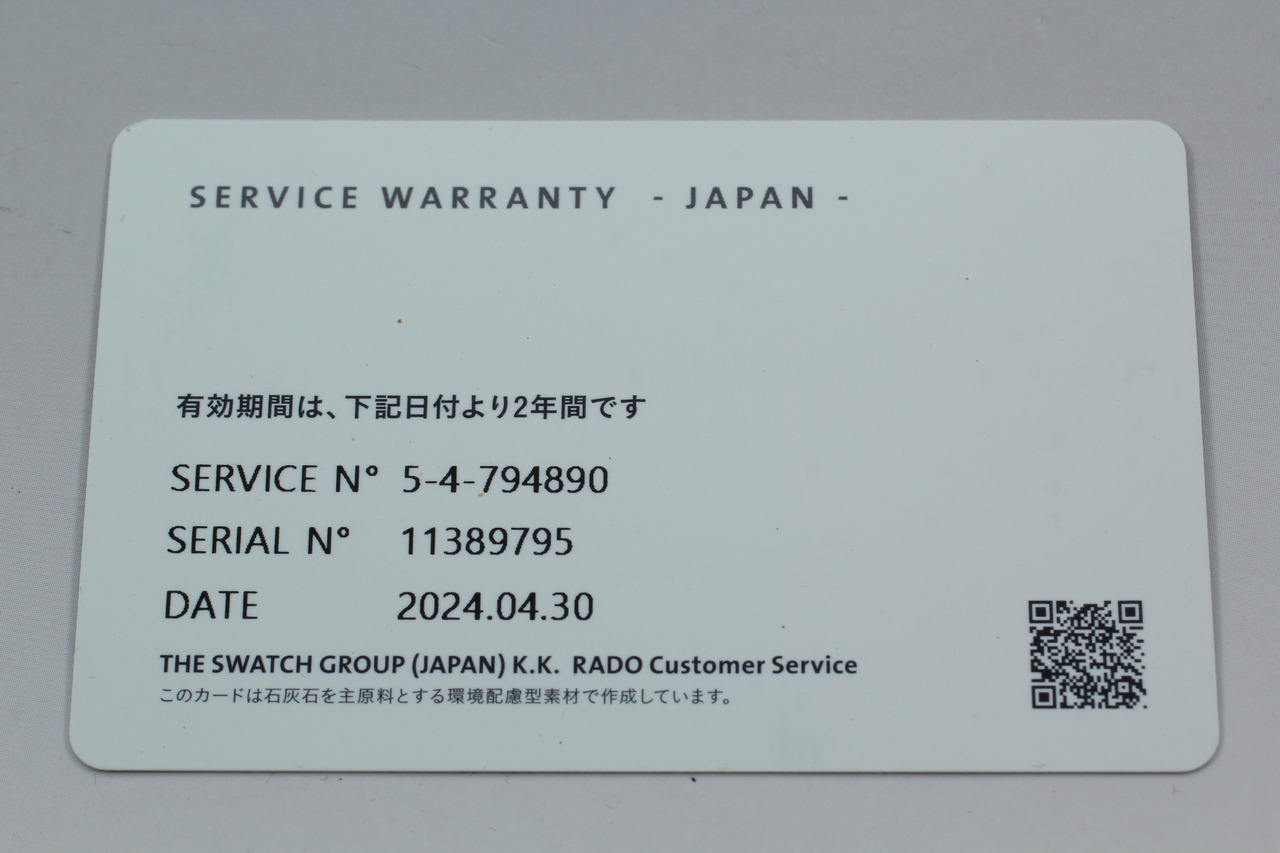 SERVICE WARRANTY - JAPAN -
有効期間は、下記日付より2年間です
SERVICE N° 5-4-794890
SERIAL N° 11389795
DATE 2024.04.30
THE SWATCH GROUP (JAPAN) K.K. RADO Customer Service
このカードは石灰石を主原料とする環境配慮型素材で作成しています。